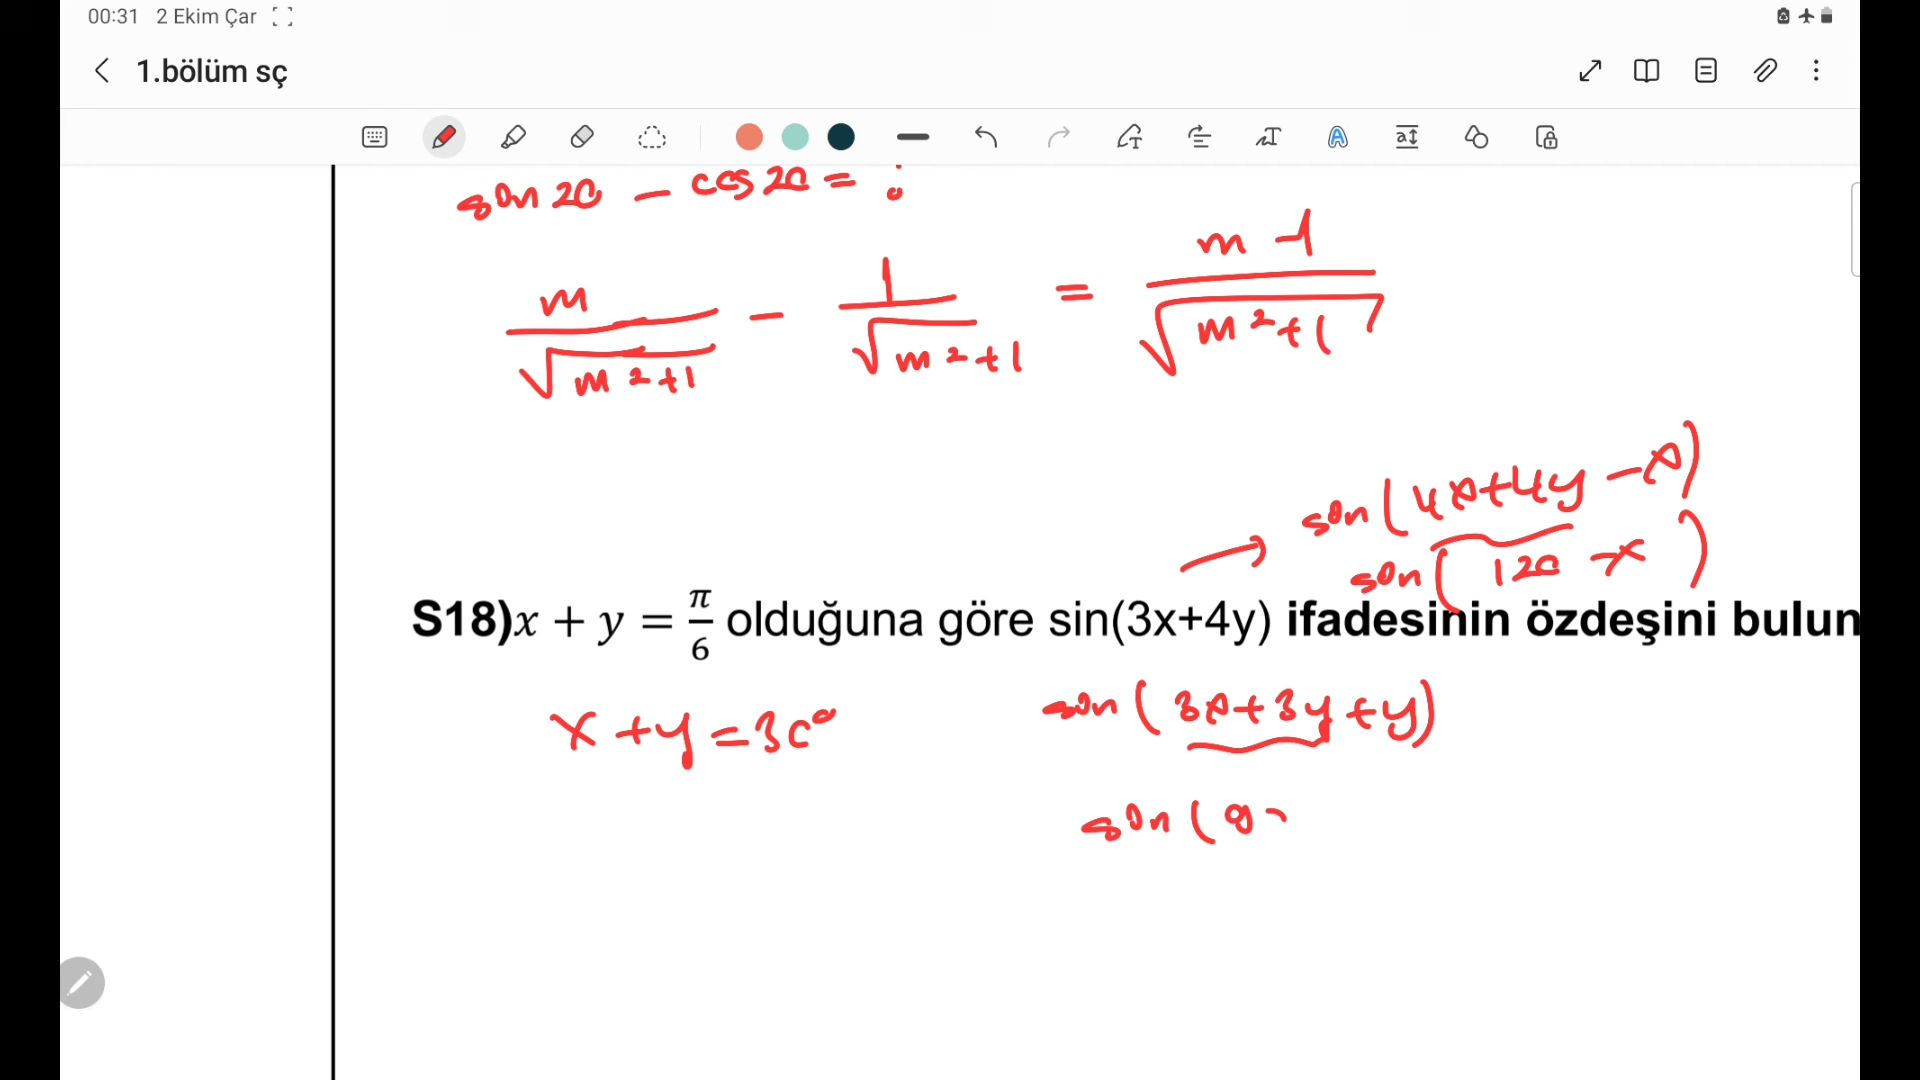 00:31 2 Ekim Çar
1.bölüm sç
sin 20 - cos 20 = ?
m/√(m²+1) - 1/√(m²+1) = (m-1)/√(m²+1)
→ sin(4x+4y-x)
sin(120-x)
S18) x + y = π/6 olduğuna göre sin(3x+4y) ifadesinin özdeşini bulun
x+y=30° sin(3x+3y+y)
sin(9